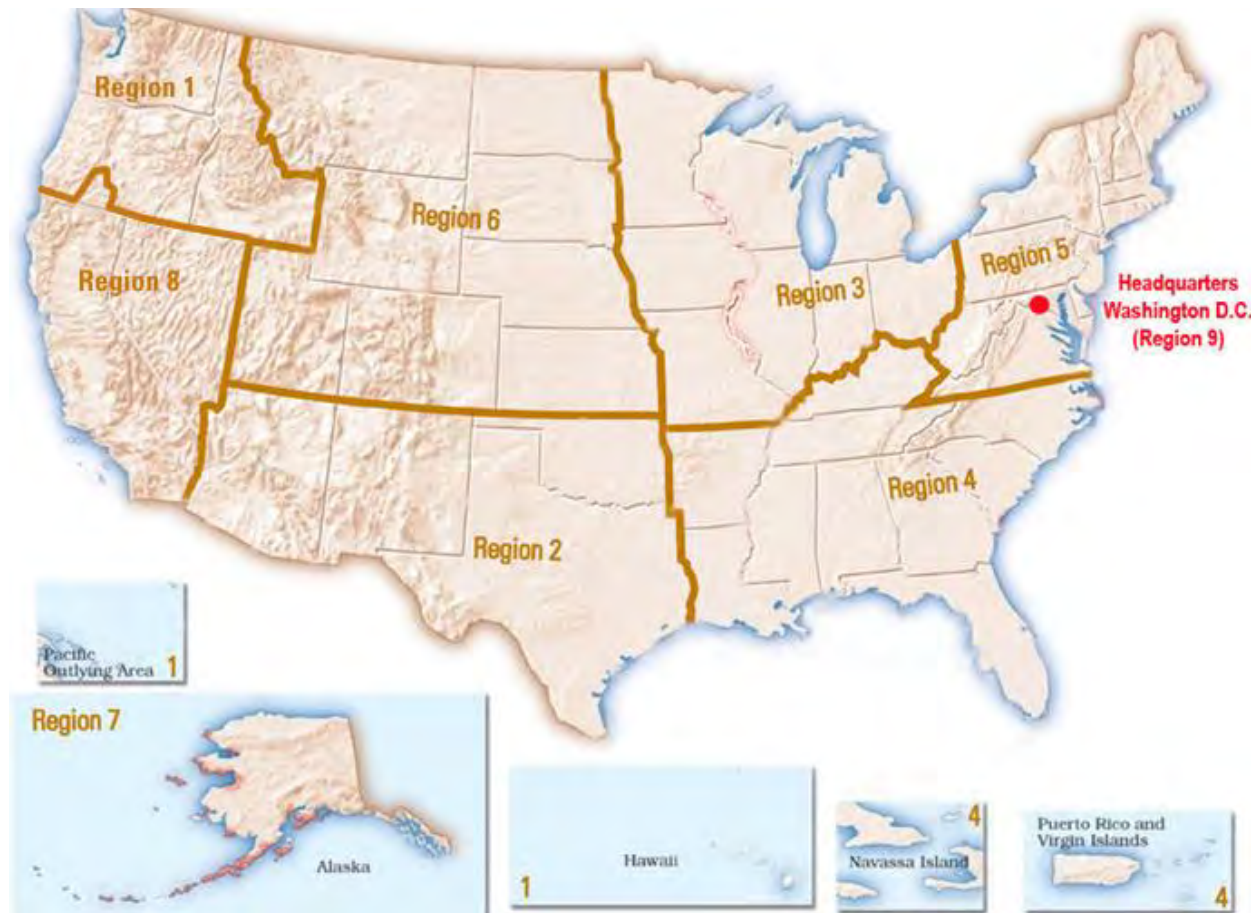 Region 1
Region 6
Region 8
Region 3
Region 5
Headquarters
Washington D.C.
(Region 9)
Region 4
Region 2
Pacific
Outlying Area 1
Region 7
Alaska
Hawaii
1
4
Navassa Island
Puerto Rico and
Virgin Islands
4